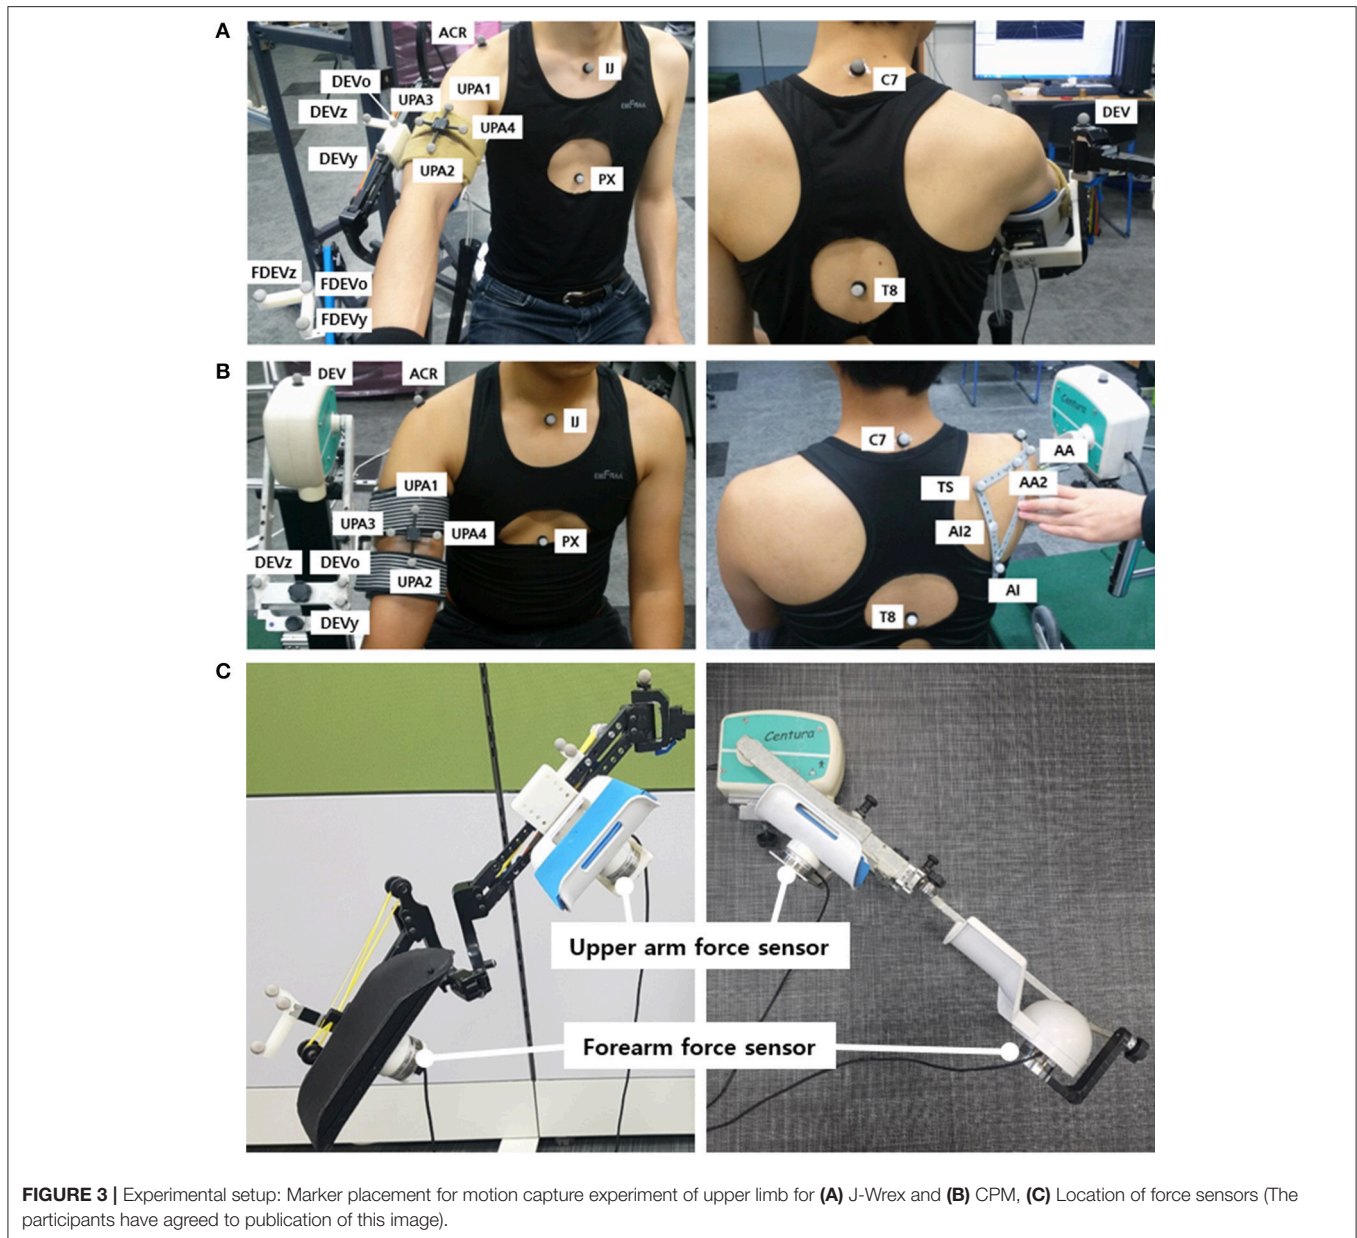 A
ACR
IJ
DEVo
UPA1
UPA3
DEVz
UPA4
DEVy
UPA2
PX
FDEVz
FDEVo
FDEVy
C7
DEV
T8
B
DEV
ACR
IJ
UPA1
UPA3
UPA4
PX
DEVz
DEVo
UPA2
DEVy
Centura
C7
AA
TS
AA2
AI2
AI
T8
C
Centura
Upper arm force sensor
Forearm force sensor
FIGURE 3 | Experimental setup: Marker placement for motion capture experiment of upper limb for (A) J-Wrex and (B) CPM, (C) Location of force sensors (The
participants have agreed to publication of this image).